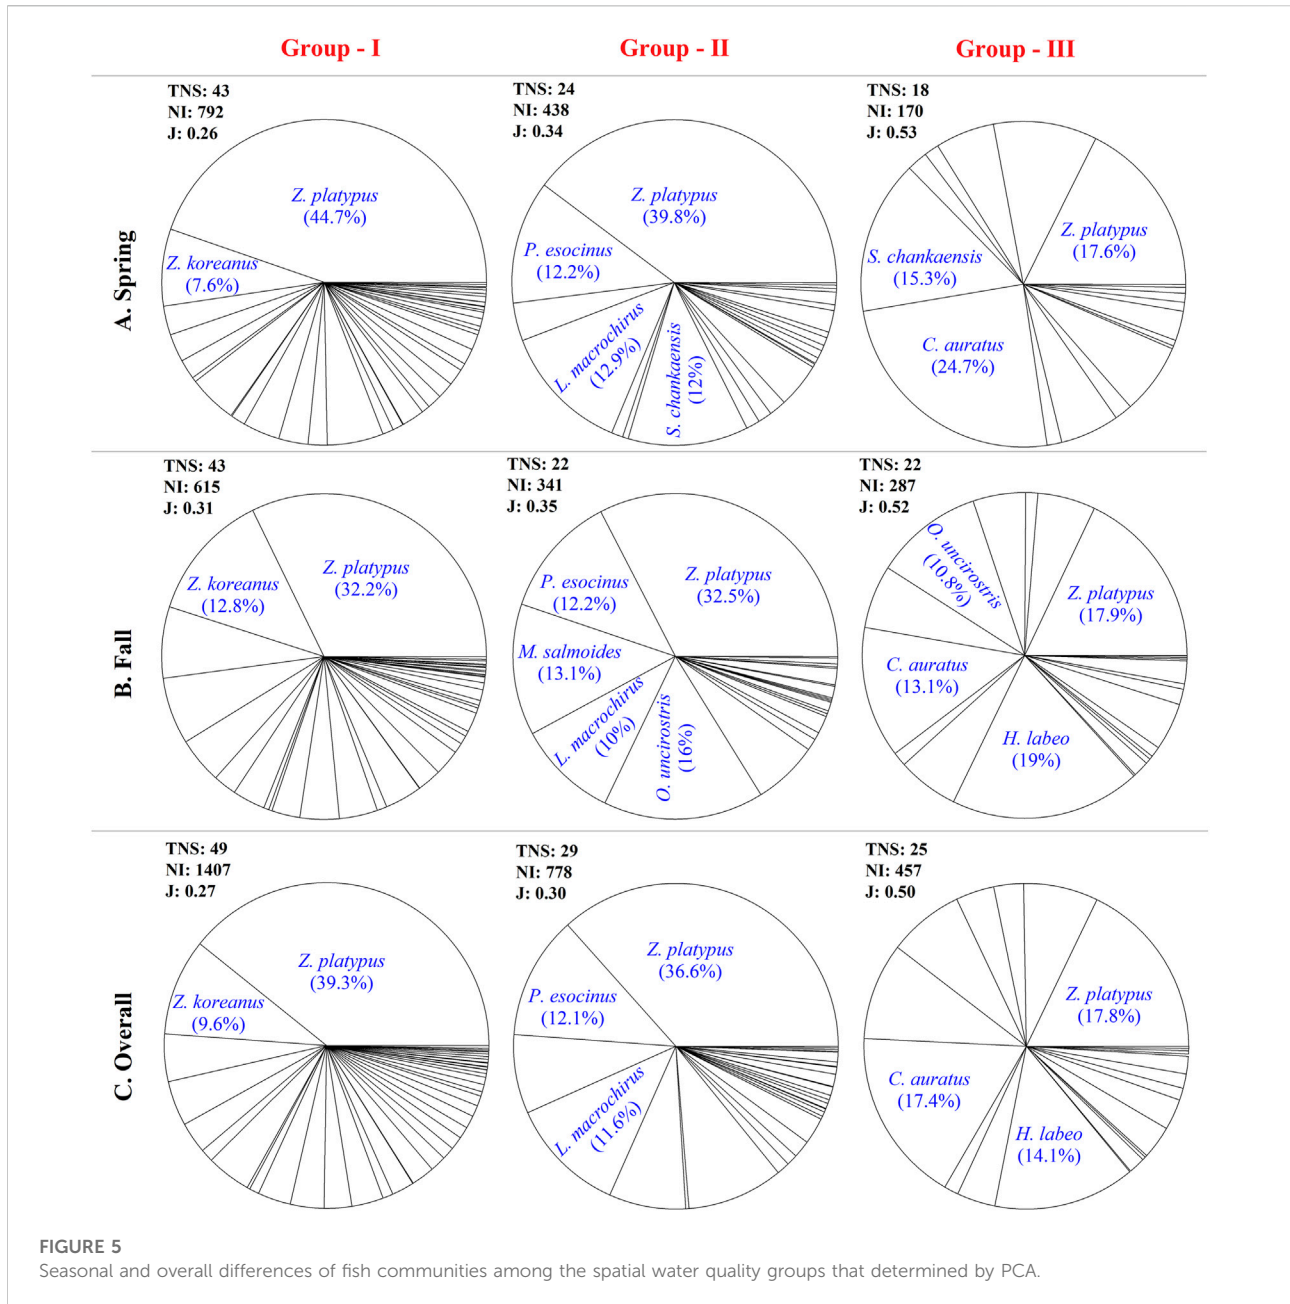 Group - I
Group - II
Group - III
A. Spring
TNS: 43
NI: 792
J: 0.26
Z. platypus
(44.7%)
Z. koreanus
(7.6%)
TNS: 24
NI: 438
J: 0.34
Z. platypus
(39.8%)
P. esocinus
(12.2%)
L. macrochirus
(12.9%)
S. chankaensis
(12%)
TNS: 18
NI: 170
J: 0.53
Z. platypus
(17.6%)
S. chankaensis
(15.3%)
C. auratus
(24.7%)
B. Fall
TNS: 43
NI: 615
J: 0.31
Z. koreanus
(12.8%)
Z. platypus
(32.2%)
TNS: 22
NI: 341
J: 0.35
P. esocinus
(12.2%)
Z. platypus
(32.5%)
M. salmoides
(13.1%)
L. macrochirus
(10%)
O. uncirostris
(16%)
TNS: 22
NI: 287
J: 0.52
O. uncirostris
(10.8%)
Z. platypus
(17.9%)
C. auratus
(13.1%)
H. labeo
(19%)
C. Overall
TNS: 49
NI: 1407
J: 0.27
Z. platypus
(39.3%)
Z. koreanus
(9.6%)
TNS: 29
NI: 778
J: 0.30
Z. platypus
(36.6%)
P. esocinus
(12.1%)
L. macrochirus
(11.6%)
TNS: 25
NI: 457
J: 0.50
Z. platypus
(17.8%)
C. auratus
(17.4%)
H. labeo
(14.1%)
FIGURE 5
Seasonal and overall differences of fish communities among the spatial water quality groups that determined by PCA.